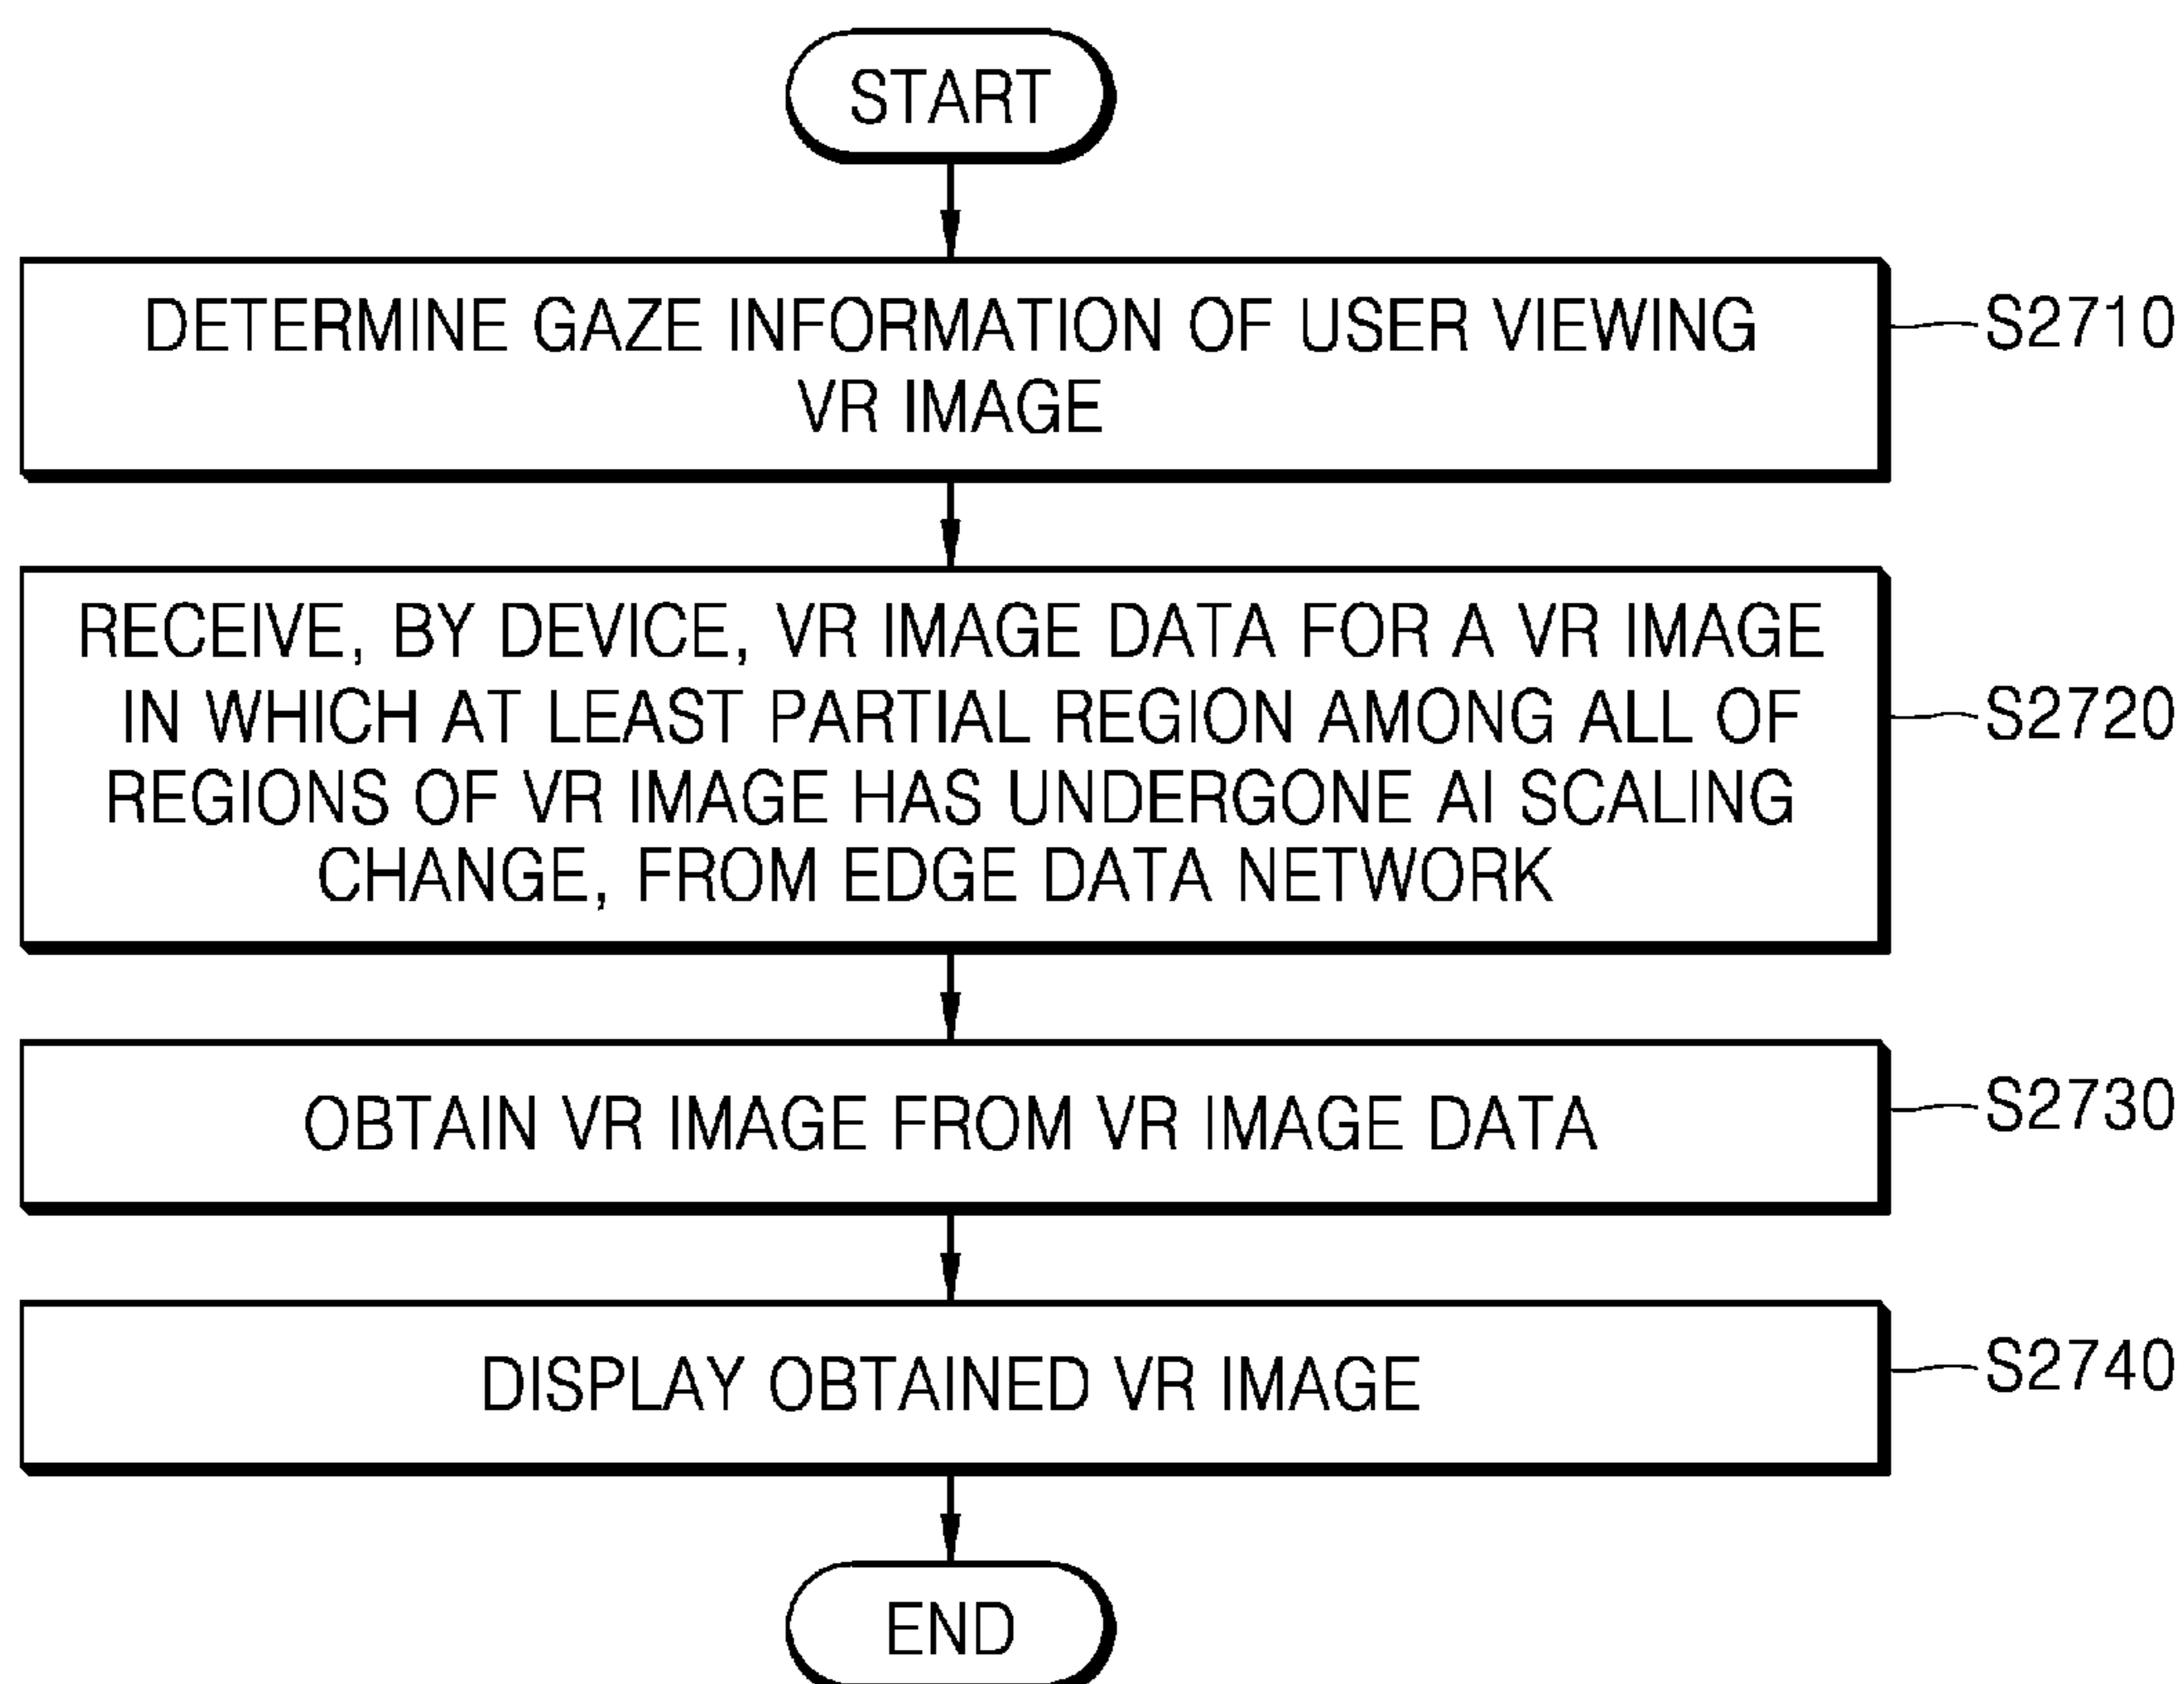 START
DETERMINE GAZE INFORMATION OF USER VIEWING
VR IMAGE
S2710
RECEIVE, BY DEVICE, VR IMAGE DATA FOR A VR IMAGE
IN WHICH AT LEAST PARTIAL REGION AMONG ALL OF
REGIONS OF VR IMAGE HAS UNDERGONE AI SCALING
CHANGE, FROM EDGE DATA NETWORK
S2720
OBTAIN VR IMAGE FROM VR IMAGE DATA
S2730
DISPLAY OBTAINED VR IMAGE
S2740
END